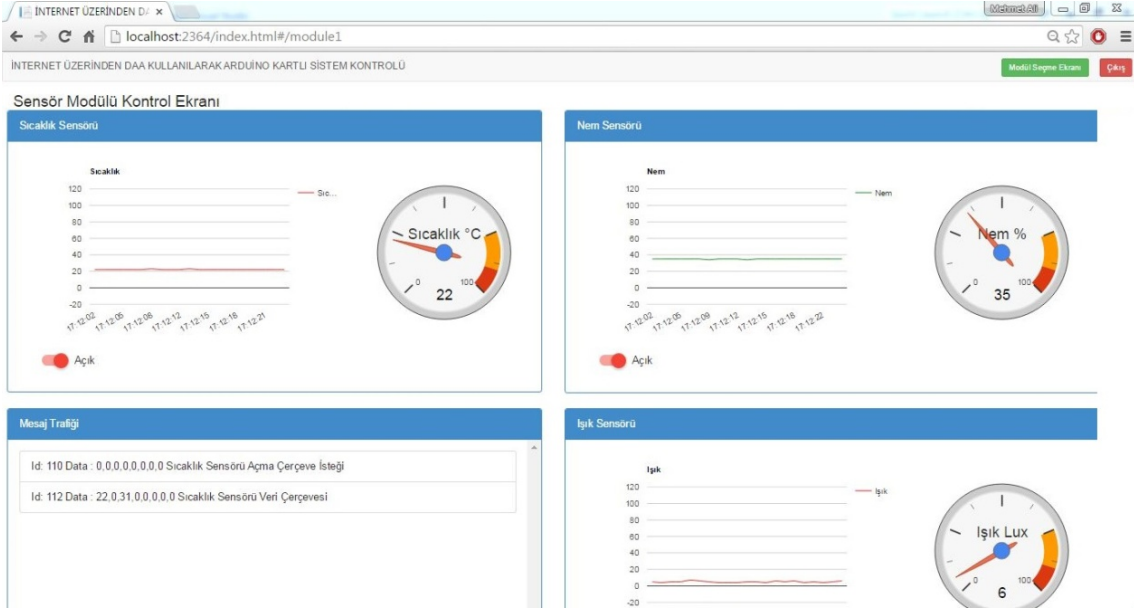 İNTERNET ÜZERİNDEN DA
Mehmet Ali
localhost:2364/index.html#/module1
İNTERNET ÜZERİNDEN DAA KULLANILARAK ARDUİNO KARTLI SİSTEM KONTROLÜ
Modül Seçme Ekranı
Çıkış
Sensör Modülü Kontrol Ekranı
Sıcaklık Sensörü
Sıcaklık
120
100
80
60
40
20
0
-20
17:12:02
17:12:05
17:12:08
17:12:12
17:12:15
17:12:18
17:12:21
Sıc...
Sıcaklık °C
0
100
22
Açık
Nem Sensörü
Nem
120
100
80
60
40
20
0
-20
17:12:02
17:12:05
17:12:09
17:12:12
17:12:15
17:12:18
17:12:22
Nem
Nem %
0
100
35
Açık
Mesaj Trafiği
Id: 110 Data : 0,0,0,0,0,0,0,0 Sıcaklık Sensörü Açma Çerçeve İsteği
Id: 112 Data : 22,0,31,0,0,0,0,0 Sıcaklık Sensörü Veri Çerçevesi
Işık Sensörü
Işık
120
100
80
60
40
20
0
-20
Işık
Işık Lux
0
100
6